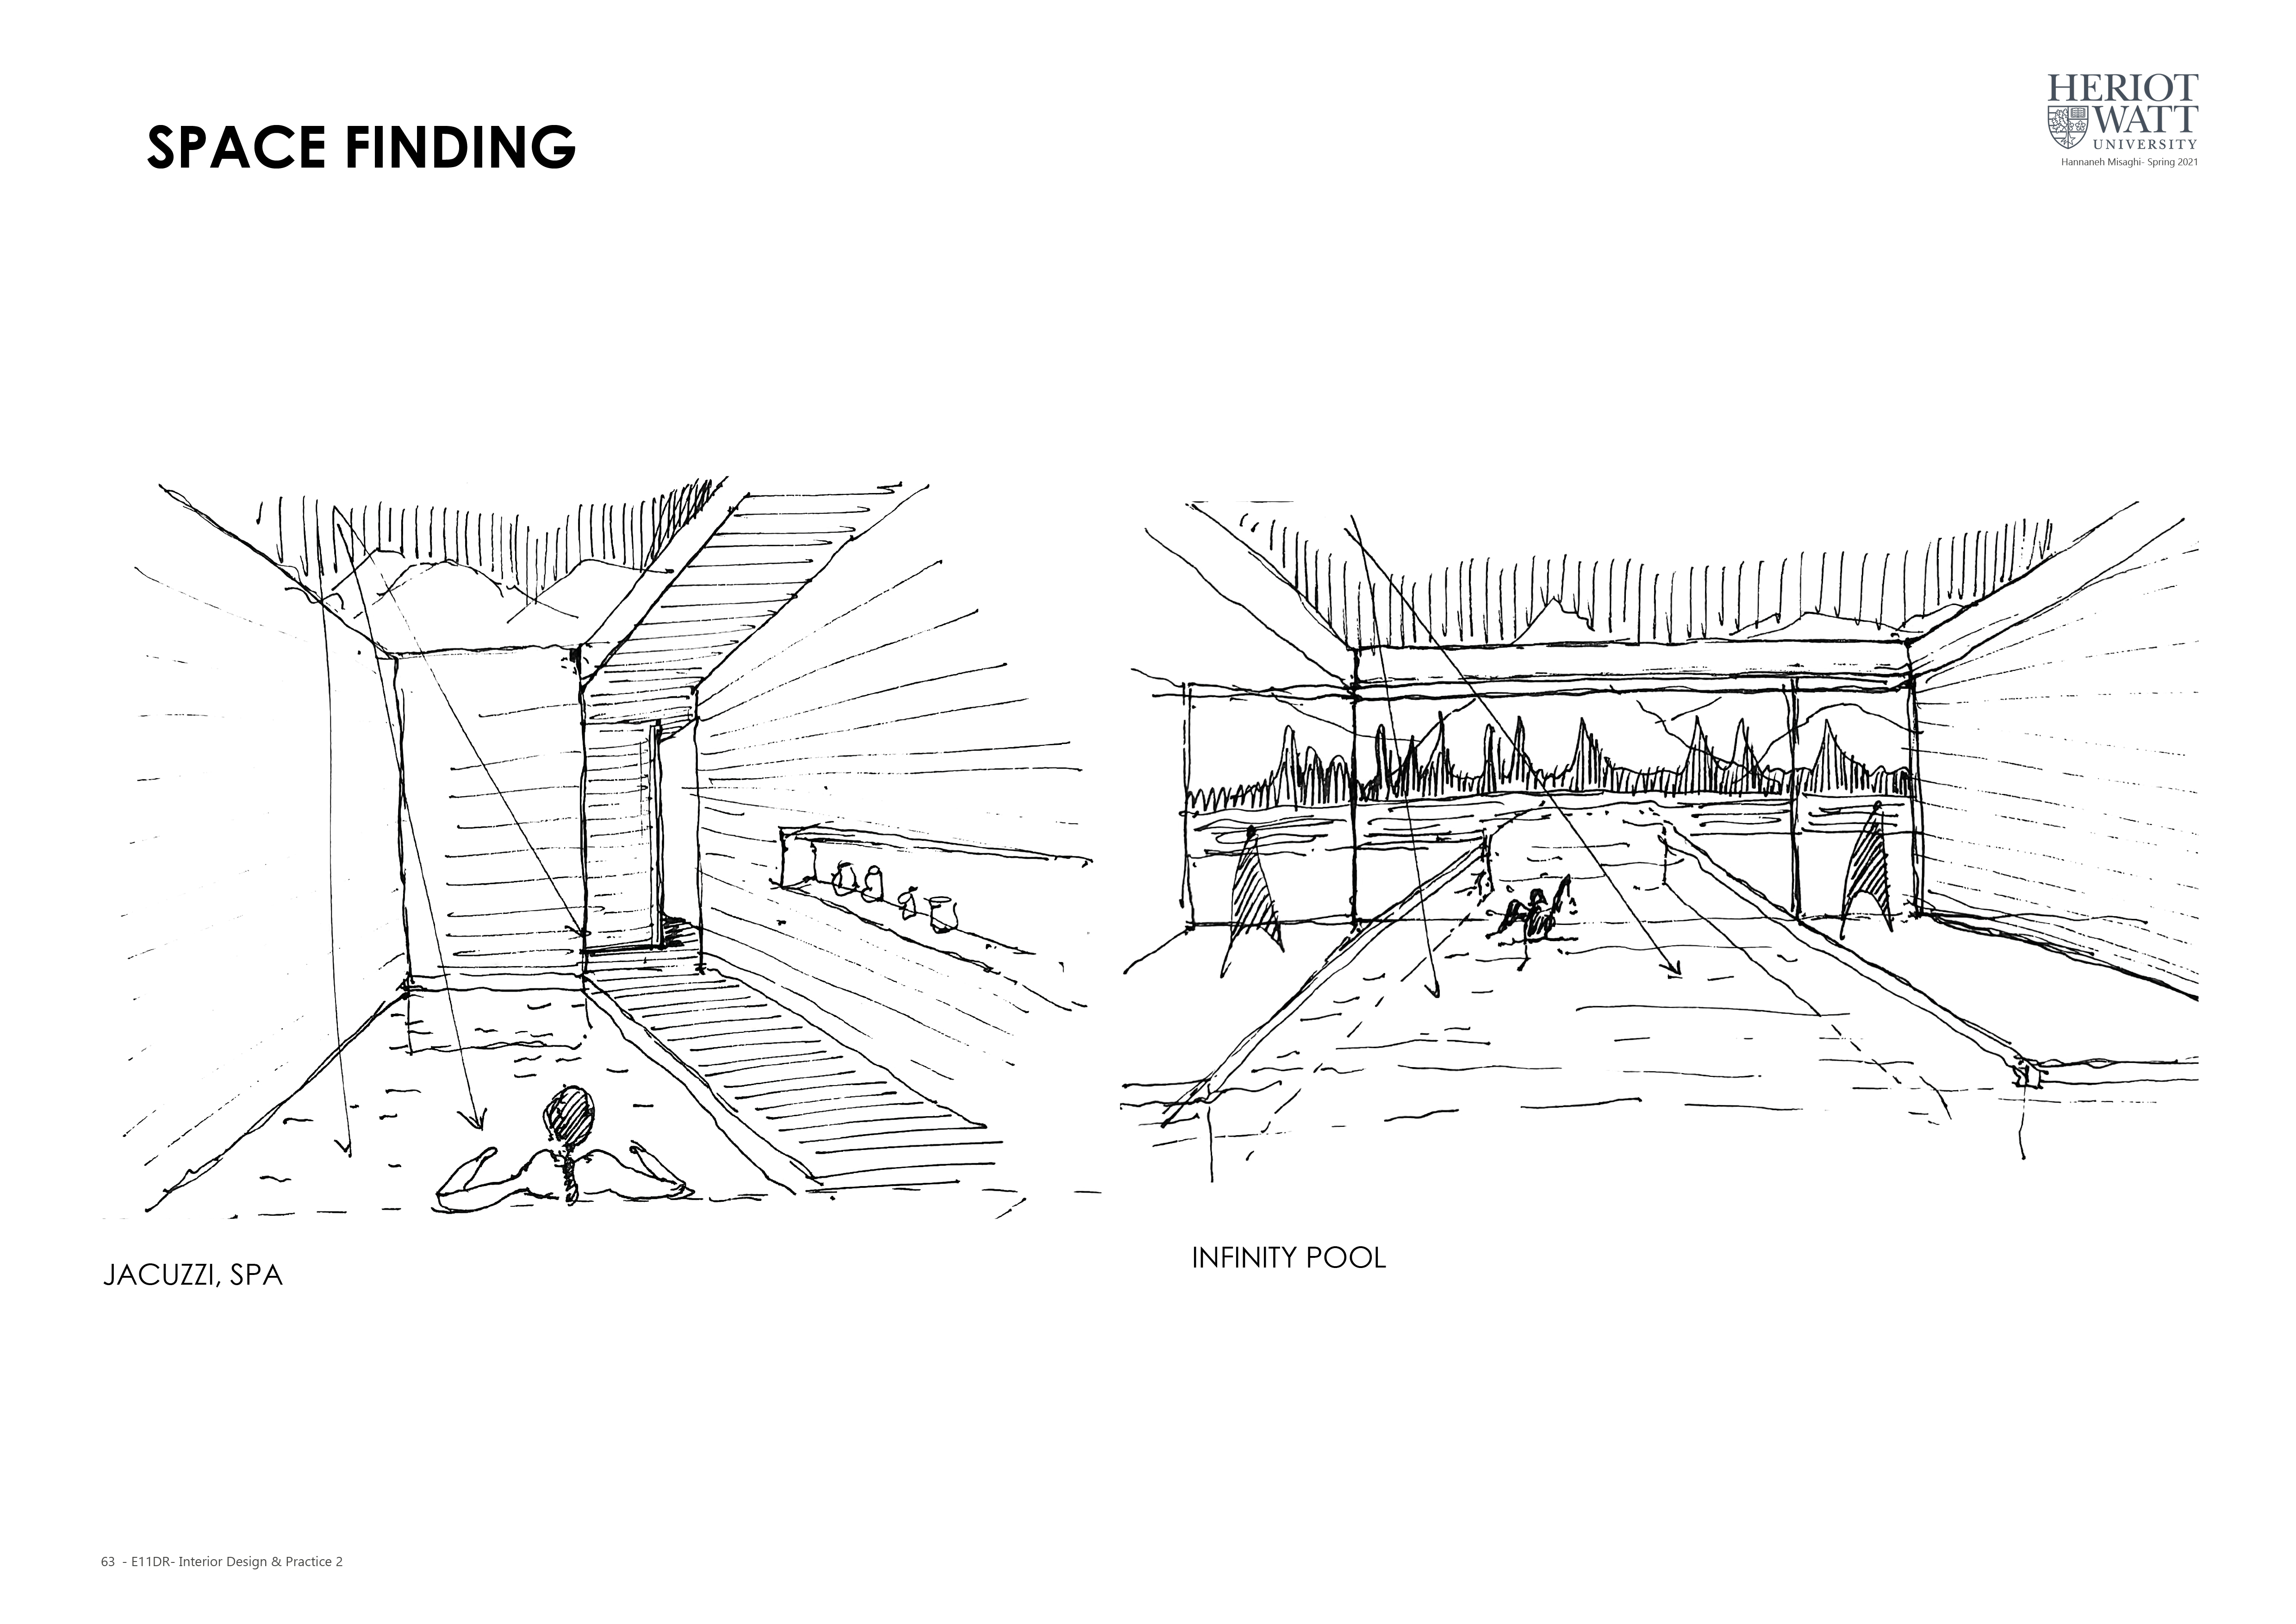 SPACE FINDING
HERIOT
WATT
UNIVERSITY
Hannaneh Misaghi- Spring 2021
JACUZZI, SPA
INFINITY POOL
63 - E11DR- Interior Design & Practice 2